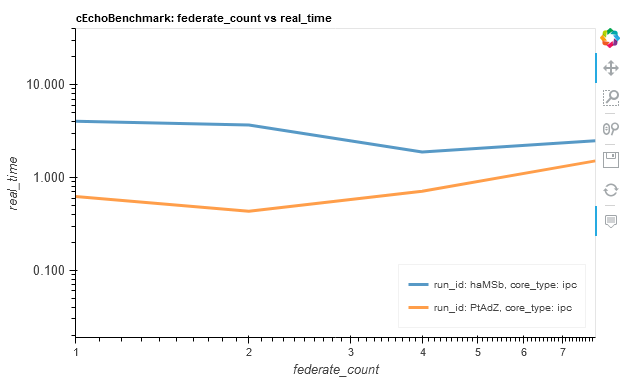 cEchoBenchmark: federate_count vs real_time
10.000
1.000
0.100
real_time
run_id: haMSb, core_type: ipc
run_id: PtAdZ, core_type: ipc
1 2 3 4 5 6 7
federate_count